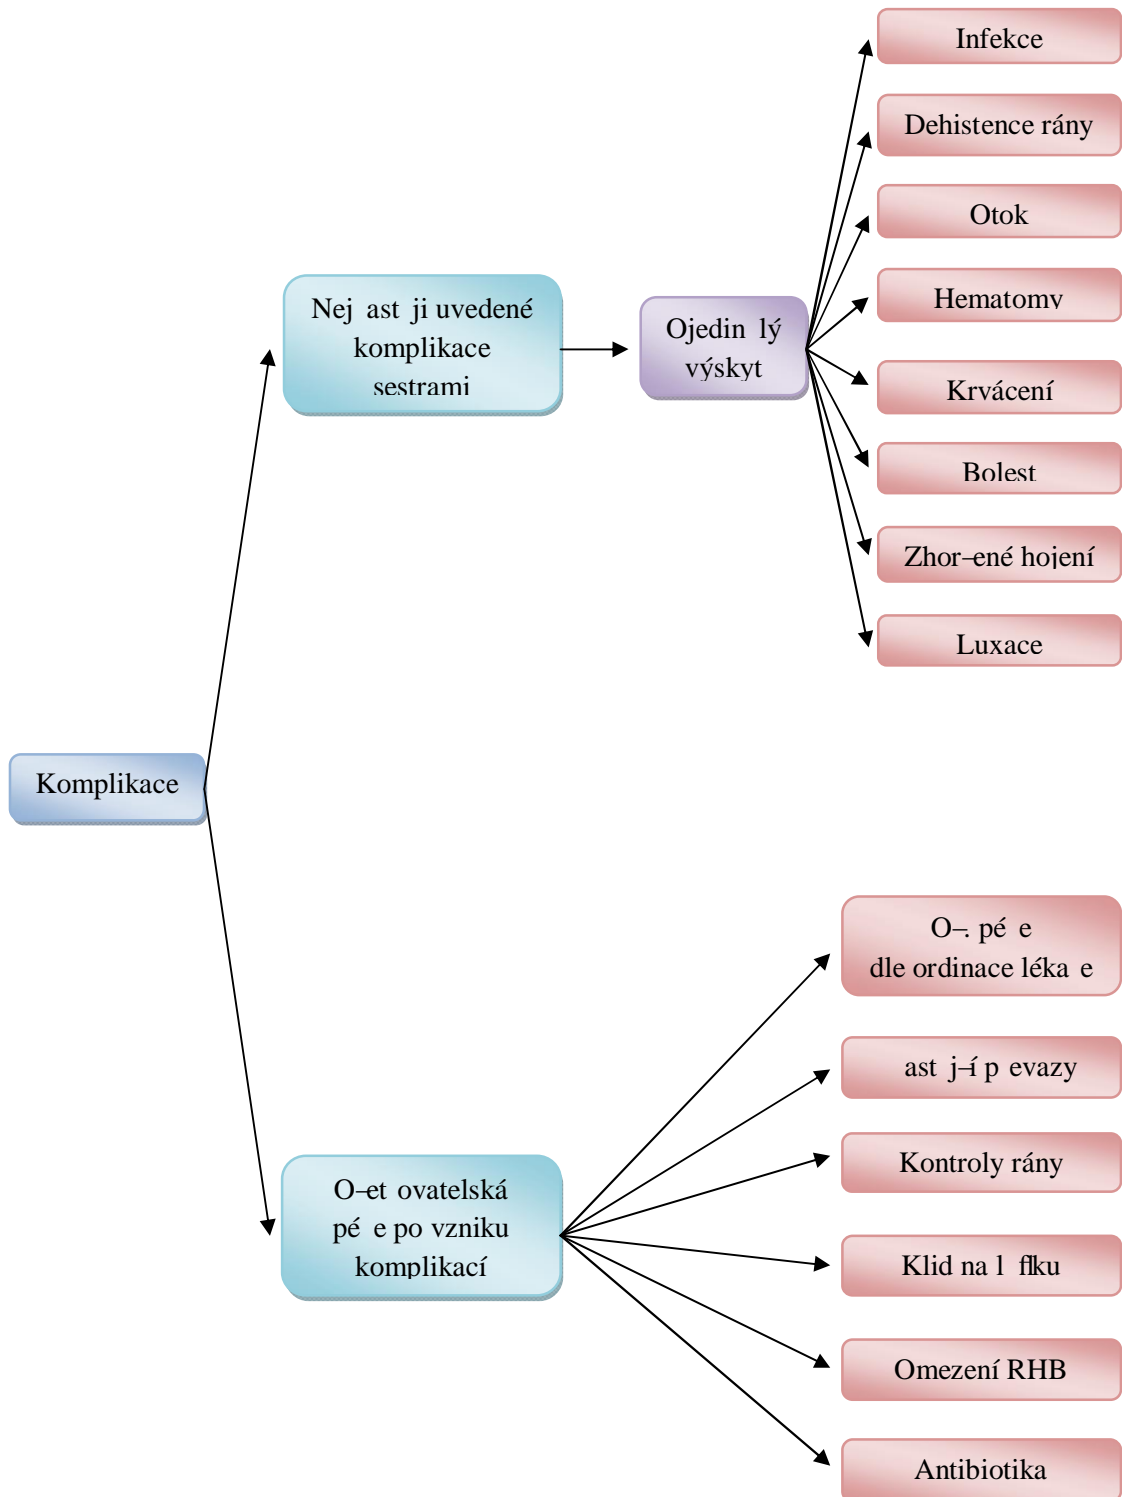 Infekce
Dehistence rány
Otok
Hematomy
Krvácení
Bolest
Zhor–ené hojení
Luxace
Nej ast ji uvedené
komplikace
sestrami
Ojedin lý
výskyt
Komplikace
O–. pé e
dle ordinace léka e
ast j–í p evazy
Kontroly rány
Klid na l flku
Omezení RHB
Antibiotika
O–et ovatelská
pé e po vzniku
komplikací